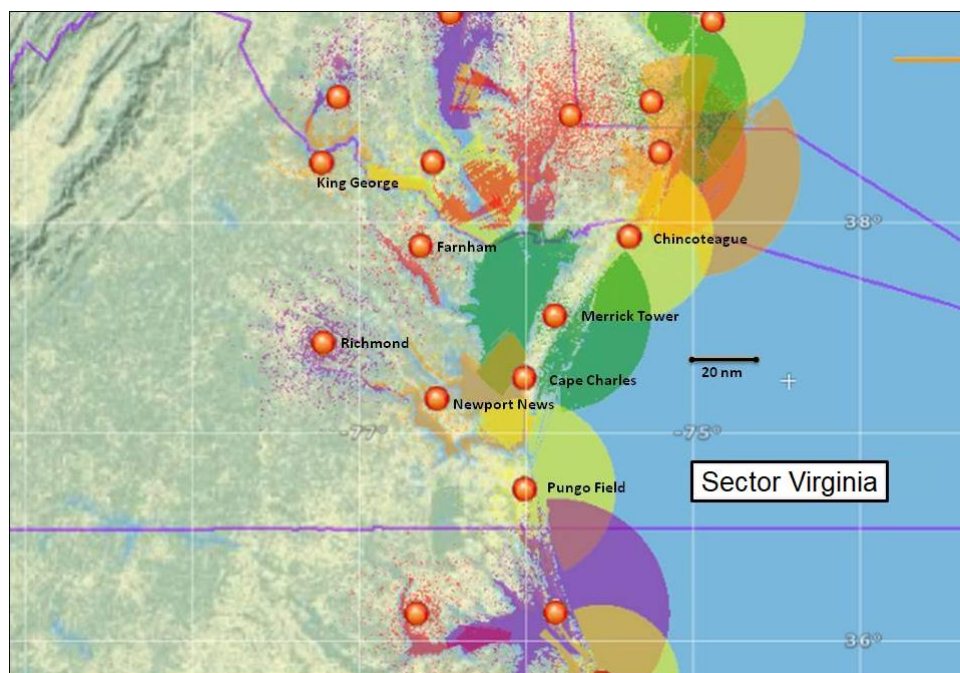 King George
38°
Farnham
Chincoteague
Merrick Tower
Richmond
20 nm
Cape Charles
Newport News
-77°
-75°
Sector Virginia
Pungo Field
36°